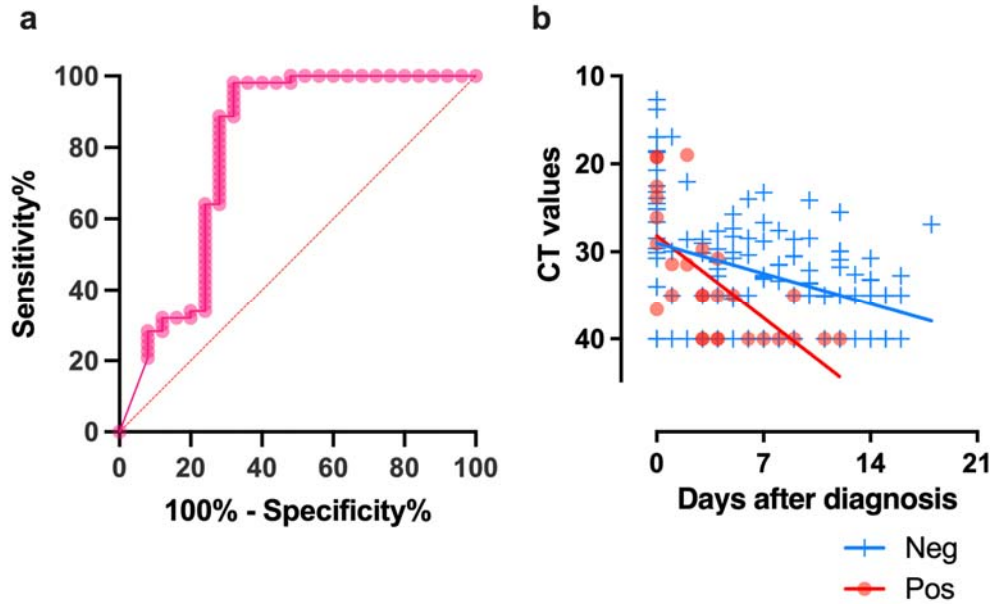 a
100
80
60
40
20
0
Sensitivity%
0 20 40 60 80 100
100% - Specificity%
b
10
20
30
40
CT values
0 7 14 21
Days after diagnosis
Neg
Pos